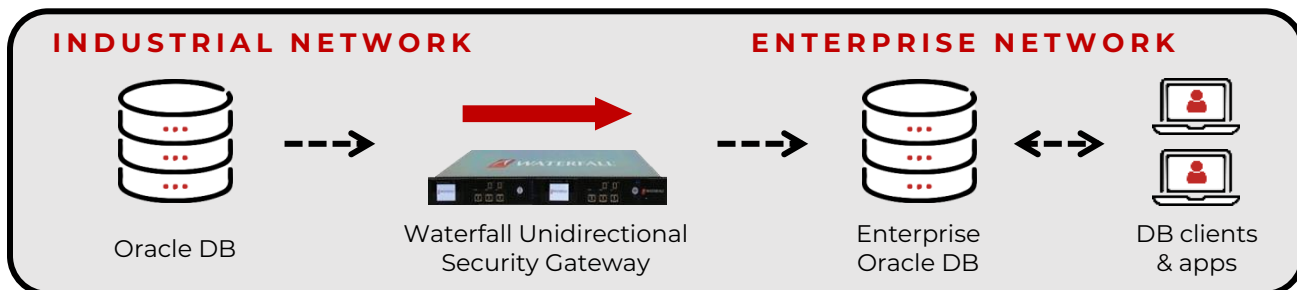 INDUSTRIAL NETWORK
ENTERPRISE NETWORK
WATERFALL
Oracle DB
Waterfall Unidirectional
Security Gateway
Enterprise
Oracle DB
DB clients
& apps